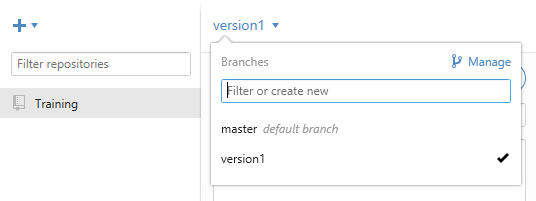 version1
Filter repositories
Training
Branches
Manage
Filter or create new
master default branch
version1